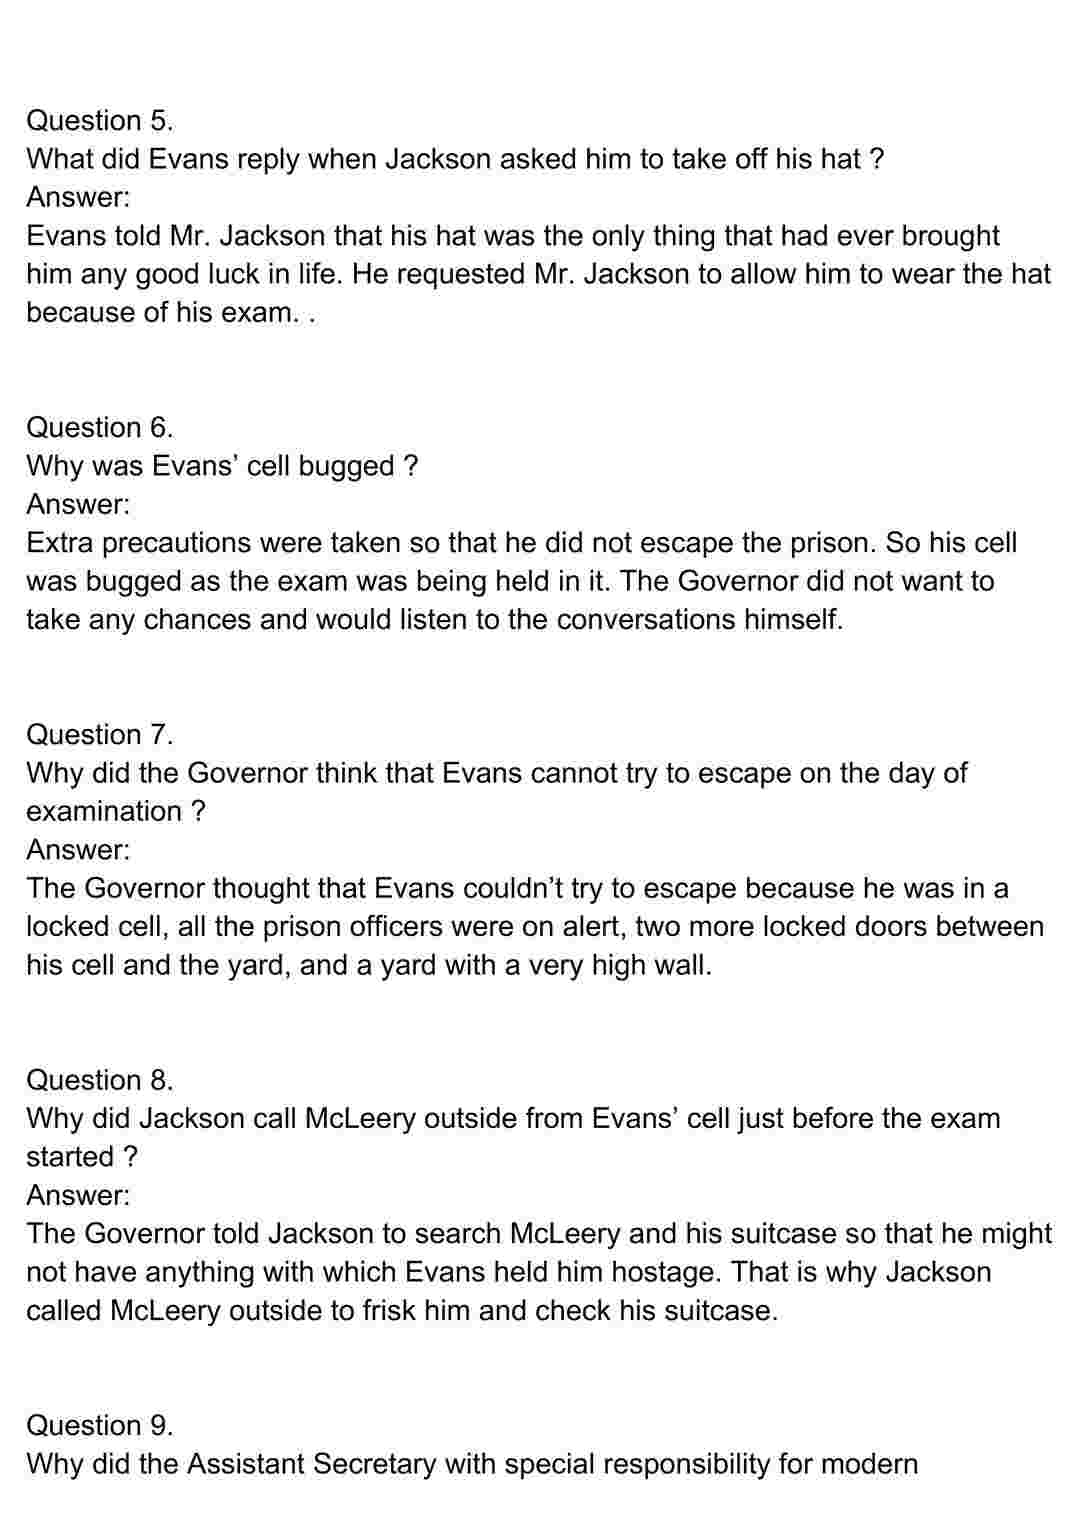 Question 5.
What did Evans reply when Jackson asked him to take off his hat ?
Answer:
Evans told Mr. Jackson that his hat was the only thing that had ever brought
him any good luck in life. He requested Mr. Jackson to allow him to wear the hat
because of his exam. .
Question 6.
Why was Evans’ cell bugged ?
Answer:
Extra precautions were taken so that he did not escape the prison. So his cell
was bugged as the exam was being held in it. The Governor did not want to
take any chances and would listen to the conversations himself.
Question 7.
Why did the Governor think that Evans cannot try to escape on the day of
examination ?
Answer:
The Governor thought that Evans couldn’t try to escape because he was in a
locked cell, all the prison officers were on alert, two more locked doors between
his cell and the yard, and a yard with a very high wall.
Question 8.
Why did Jackson call McLeery outside from Evans’ cell just before the exam
started ?
Answer:
The Governor told Jackson to search McLeery and his suitcase so that he might
not have anything with which Evans held him hostage. That is why Jackson
called McLeery outside to frisk him and check his suitcase.
Question 9.
Why did the Assistant Secretary with special responsibility for modern